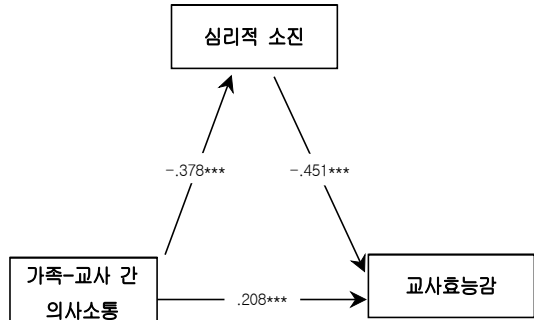 심리적 소진
-.378***
-.451***
가족-교사 간
의사소통
.208***
교사효능감